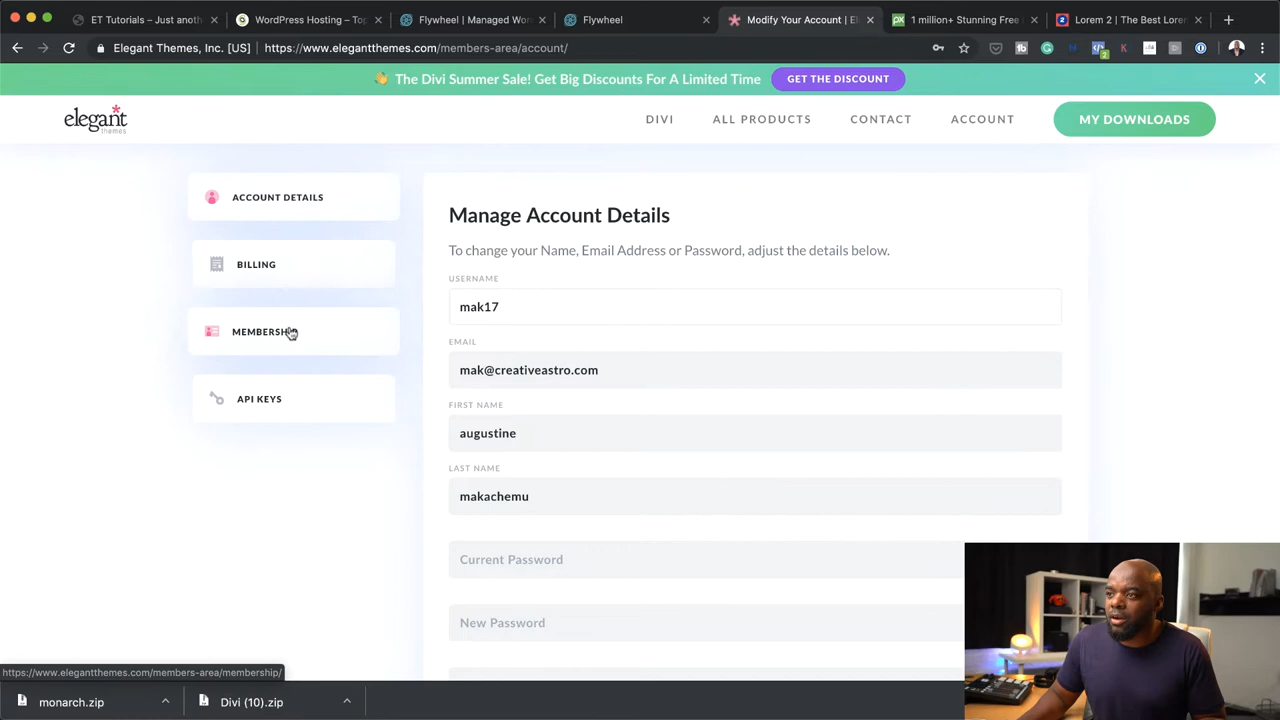 ET Tutorials – Just anoth
WordPress Hosting – Top
Flywheel | Managed Wor
Flywheel
Modify Your Account | El
1 million+ Stunning Free
Lorem 2 | The Best Loren
Elegant Themes, Inc. [US]
https://www.elegantthemes.com/members-area/account/
The Divi Summer Sale! Get Big Discounts For A Limited Time
GET THE DISCOUNT
elegant
themes
DIVI
ALL PRODUCTS
CONTACT
ACCOUNT
MY DOWNLOADS
ACCOUNT DETAILS
BILLING
MEMBERSHIP
API KEYS
Manage Account Details
To change your Name, Email Address or Password, adjust the details below.
USERNAME
mak17
EMAIL
mak@creativeastro.com
FIRST NAME
augustine
LAST NAME
makachemu
Current Password
New Password
https://www.elegantthemes.com/members-area/membership/
monarch.zip
Divi (10).zip